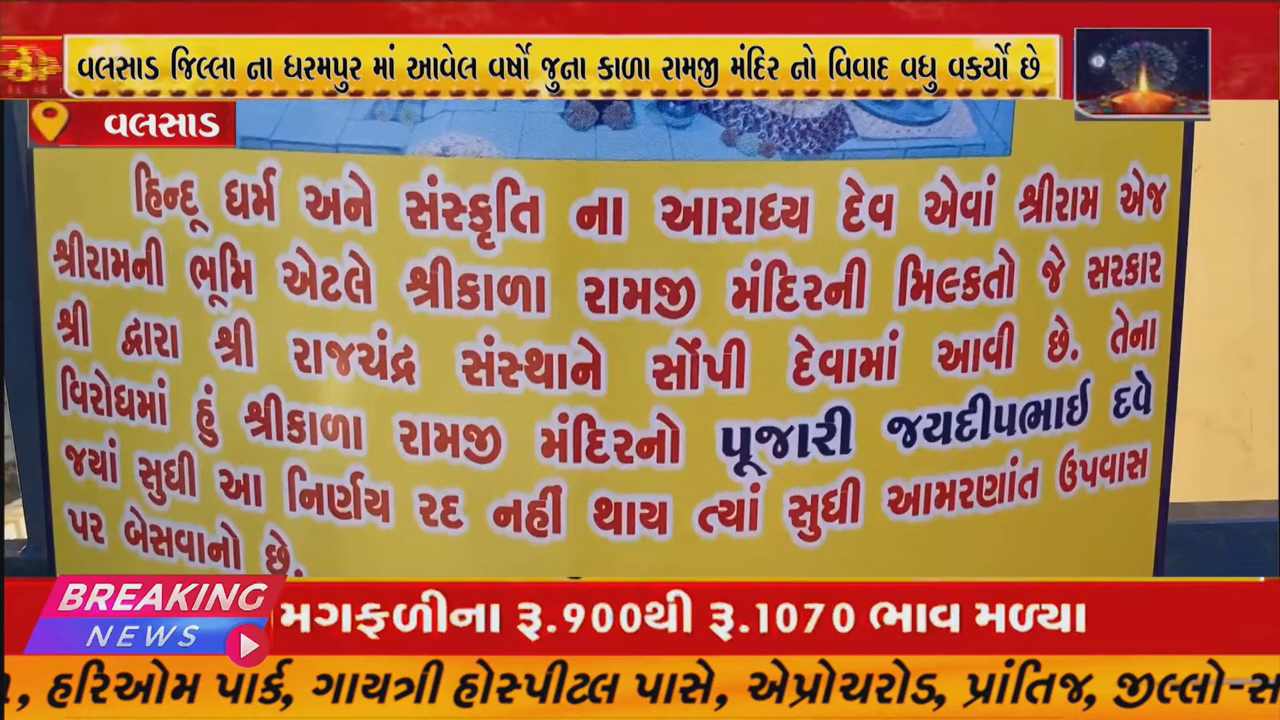 વલસાડ જિલ્લા ના ધરમપુર માં આવેલ વર્ષો જુના કાળા રામજી મંદિર નો વિવાદ વધુ વકર્યો છે
વલસાડ
હિન્દૂ ધર્મ અને સંસ્કૃતિ ના આરાધ્ય દેવ એવાં શ્રીરામ એજ
શ્રીરામની ભૂમિ એટલે શ્રીકાળા રામજી મંદિરની મિલ્કતો જે સરકાર
શ્રી દ્વારા શ્રી રાજચંદ્ર સંસ્થાને સોંપી દેવામાં આવી છે. તેના
વિરોધમાં હું શ્રીકાળા રામજી મંદિરનો પૂજારી જયદીપભાઈ દવે
જયાં સુધી આ નિર્ણય રદ નહીં થાય ત્યાં સુધી આમરણાંત ઉપવાસ
પર બેસવાનો છે.
BREAKING
NEWS
મગફળીના રૂ.900થી રૂ.1070 ભાવ મળ્યા
, હરિઓમ પાર્ક, ગાયત્રી હોસ્પીટલ પાસે, એપ્રોચરોડ, પ્રાંતિજ, જીલ્લો-સ